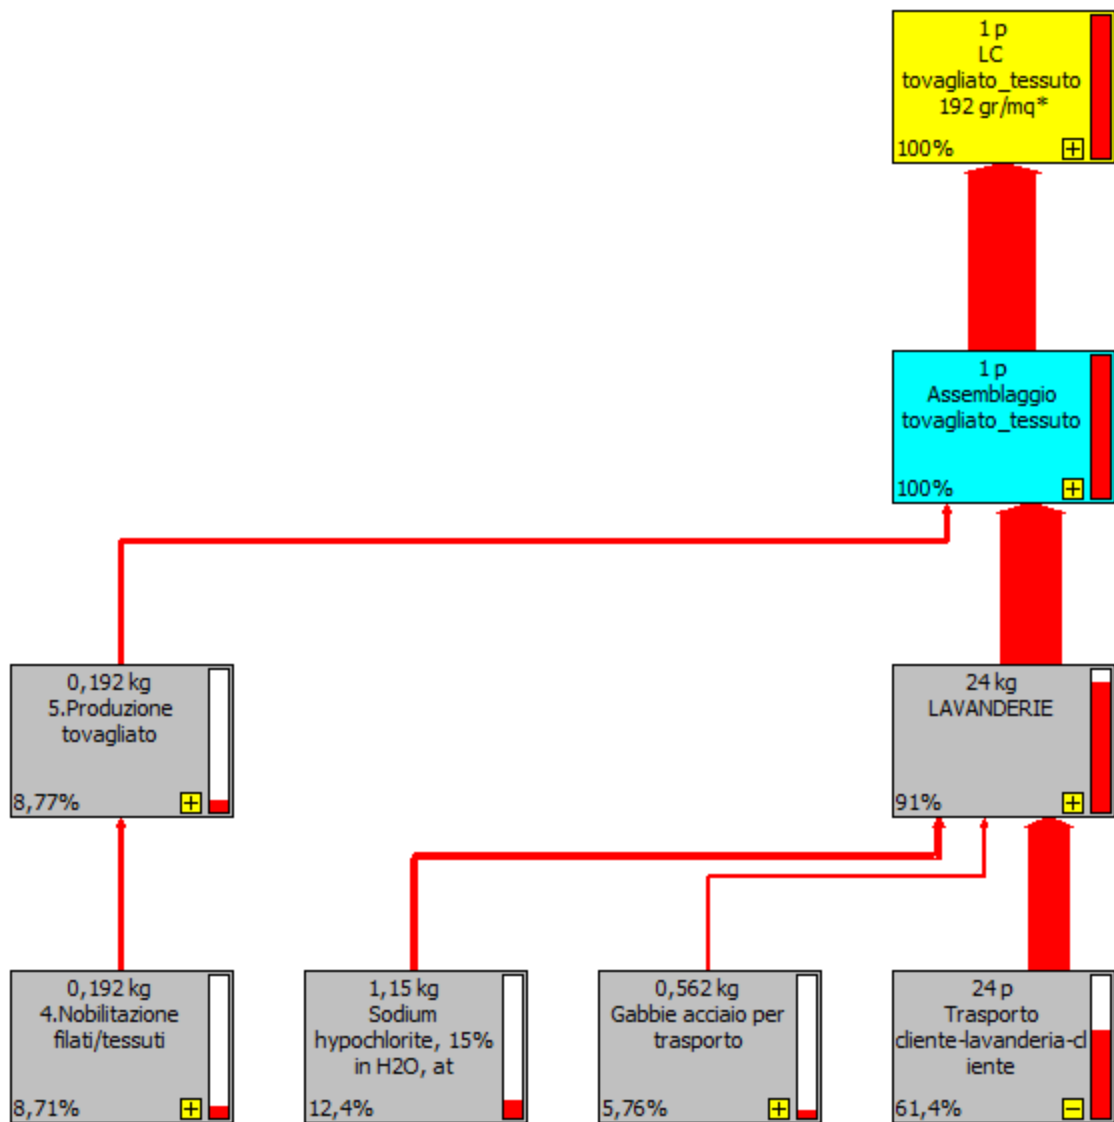 1 p
LC
tovagliato_tessuto
192 gr/mq*
100%
1 p
Assemblaggio
tovagliato_tessuto
100%
0,192 kg
5.Produzione
tovagliato
8,77%
24 kg
LAVANDERIE
91%
0,192 kg
4.Nobilitazione
filati/tessuti
8,71%
1,15 kg
Sodium
hypochlorite, 15%
in H2O, at
12,4%
0,562 kg
Gabbie acciaio per
trasporto
5,76%
24 p
Trasporto
cliente-lavanderia-cl
iente
61,4%